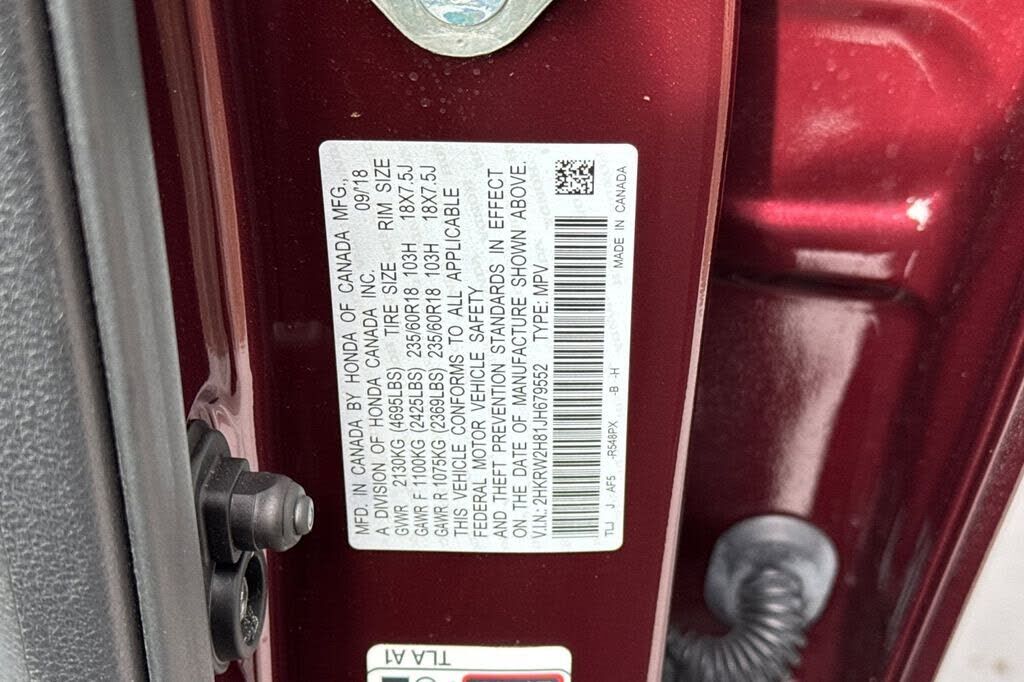 MFD. IN CANADA BY HONDA OF CANADA MFG.,
A DIVISION OF HONDA CANADA INC. 09/18
TIRE SIZE RIM SIZE
GVWR 2130KG (4695LBS)
GAWR F 1100KG (2425LBS) 235/60R18 103H 18X7.5J
GAWR R 1075KG (2369LBS) 235/60R18 103H 18X7.5J
THIS VEHICLE CONFORMS TO ALL APPLICABLE
FEDERAL MOTOR VEHICLE SAFETY
AND THEFT PREVENTION STANDARDS IN EFFECT
ON THE DATE OF MANUFACTURE SHOWN ABOVE.
V.I.N.: 2HKRW2H81JH679552 TYPE: MPV
TLJ J. AF5 -R548PX -B -H MADE IN CANADA
TLA A1